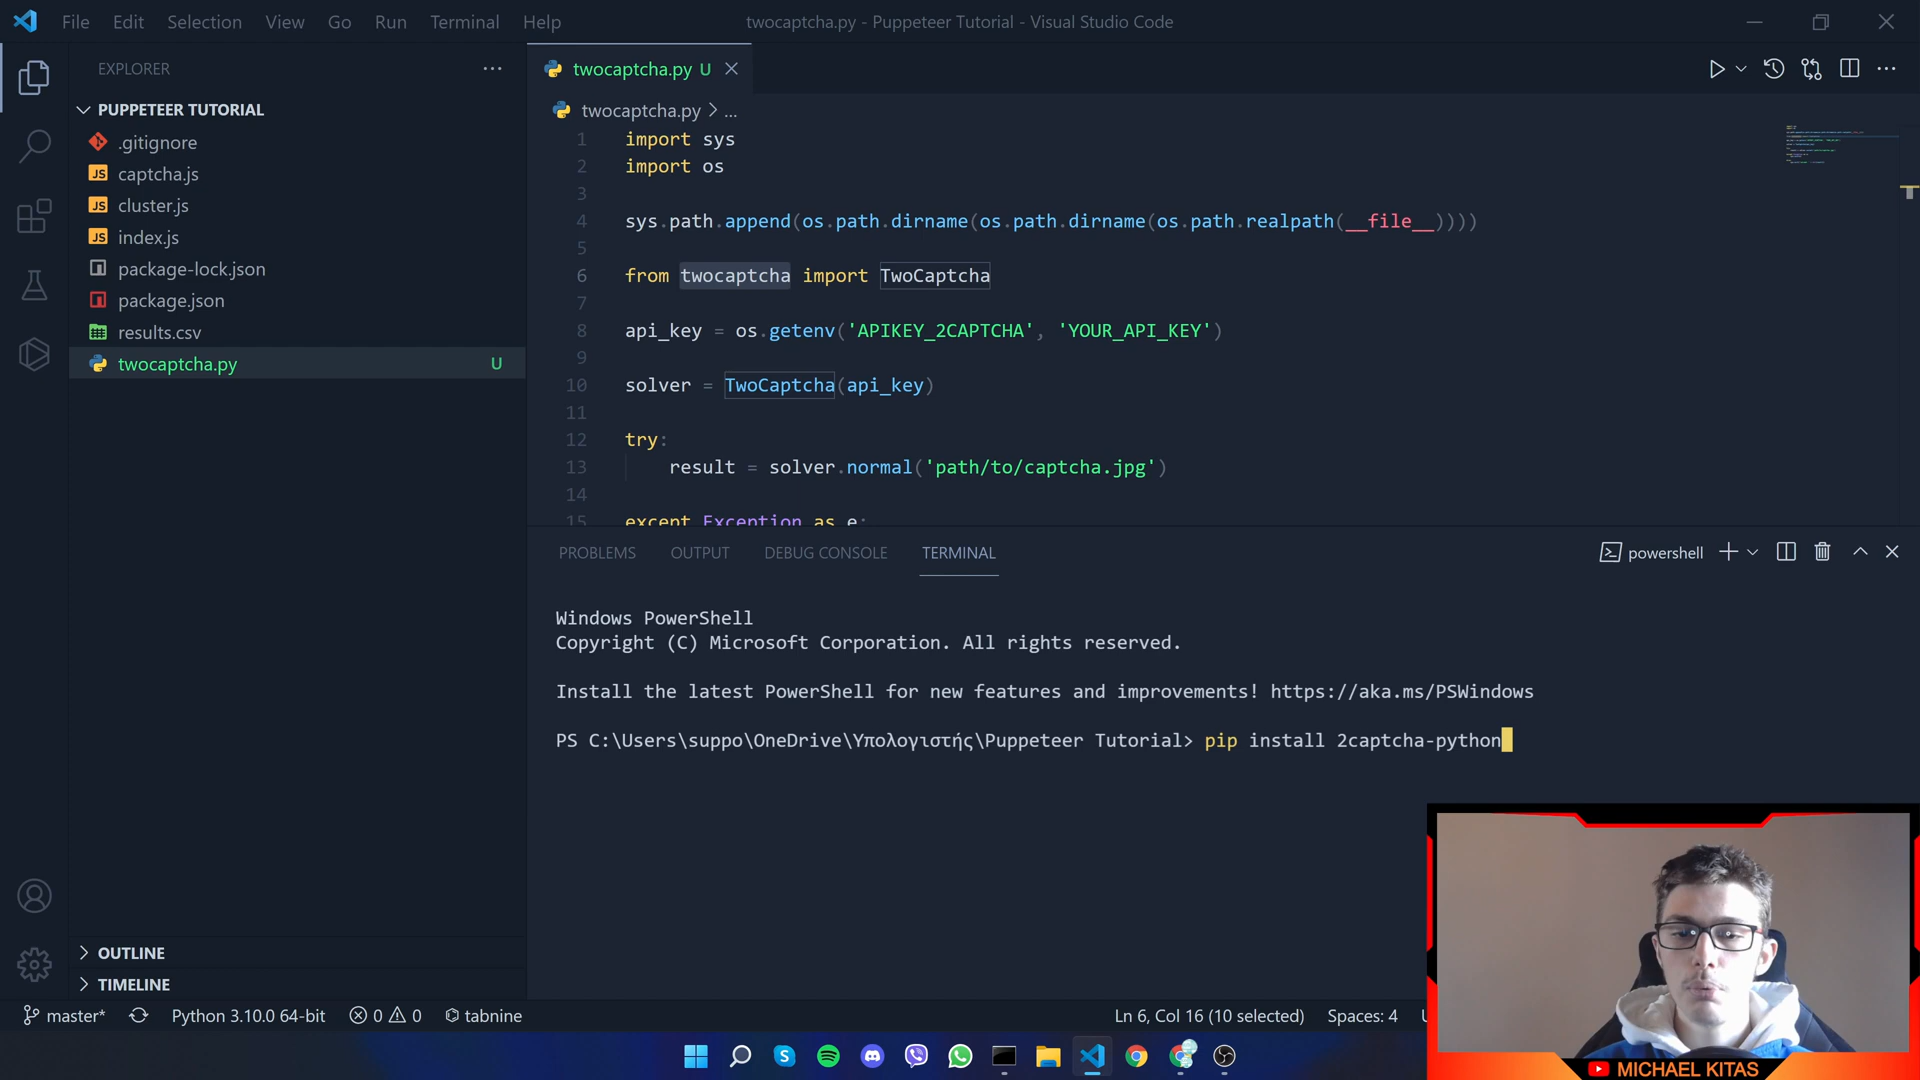 File Edit Selection View Go Run Terminal Help
twocaptcha.py - Puppeteer Tutorial - Visual Studio Code
EXPLORER
PUPPETEER TUTORIAL
.gitignore
captcha.js
cluster.js
index.js
package-lock.json
package.json
results.csv
twocaptcha.py U
OUTLINE
TIMELINE
twocaptcha.py U
twocaptcha.py > ...
1 import sys
2 import os
3
4 sys.path.append(os.path.dirname(os.path.dirname(os.path.realpath(__file__))))
5
6 from twocaptcha import TwoCaptcha
7
8 api_key = os.getenv('APIKEY_2CAPTCHA', 'YOUR_API_KEY')
9
10 solver = TwoCaptcha(api_key)
11
12 try:
13 result = solver.normal('path/to/captcha.jpg')
14
15 except Exception as e:
PROBLEMS OUTPUT DEBUG CONSOLE TERMINAL
powershell
Windows PowerShell
Copyright (C) Microsoft Corporation. All rights reserved.
Install the latest PowerShell for new features and improvements! https://aka.ms/PSWindows
PS C:\Users\suppo\OneDrive\Υπολογιστής\Puppeteer Tutorial> pip install 2captcha-python
master* Python 3.10.0 64-bit 0 0 tabnine
Ln 6, Col 16 (10 selected) Spaces: 4
MICHAEL KITAS